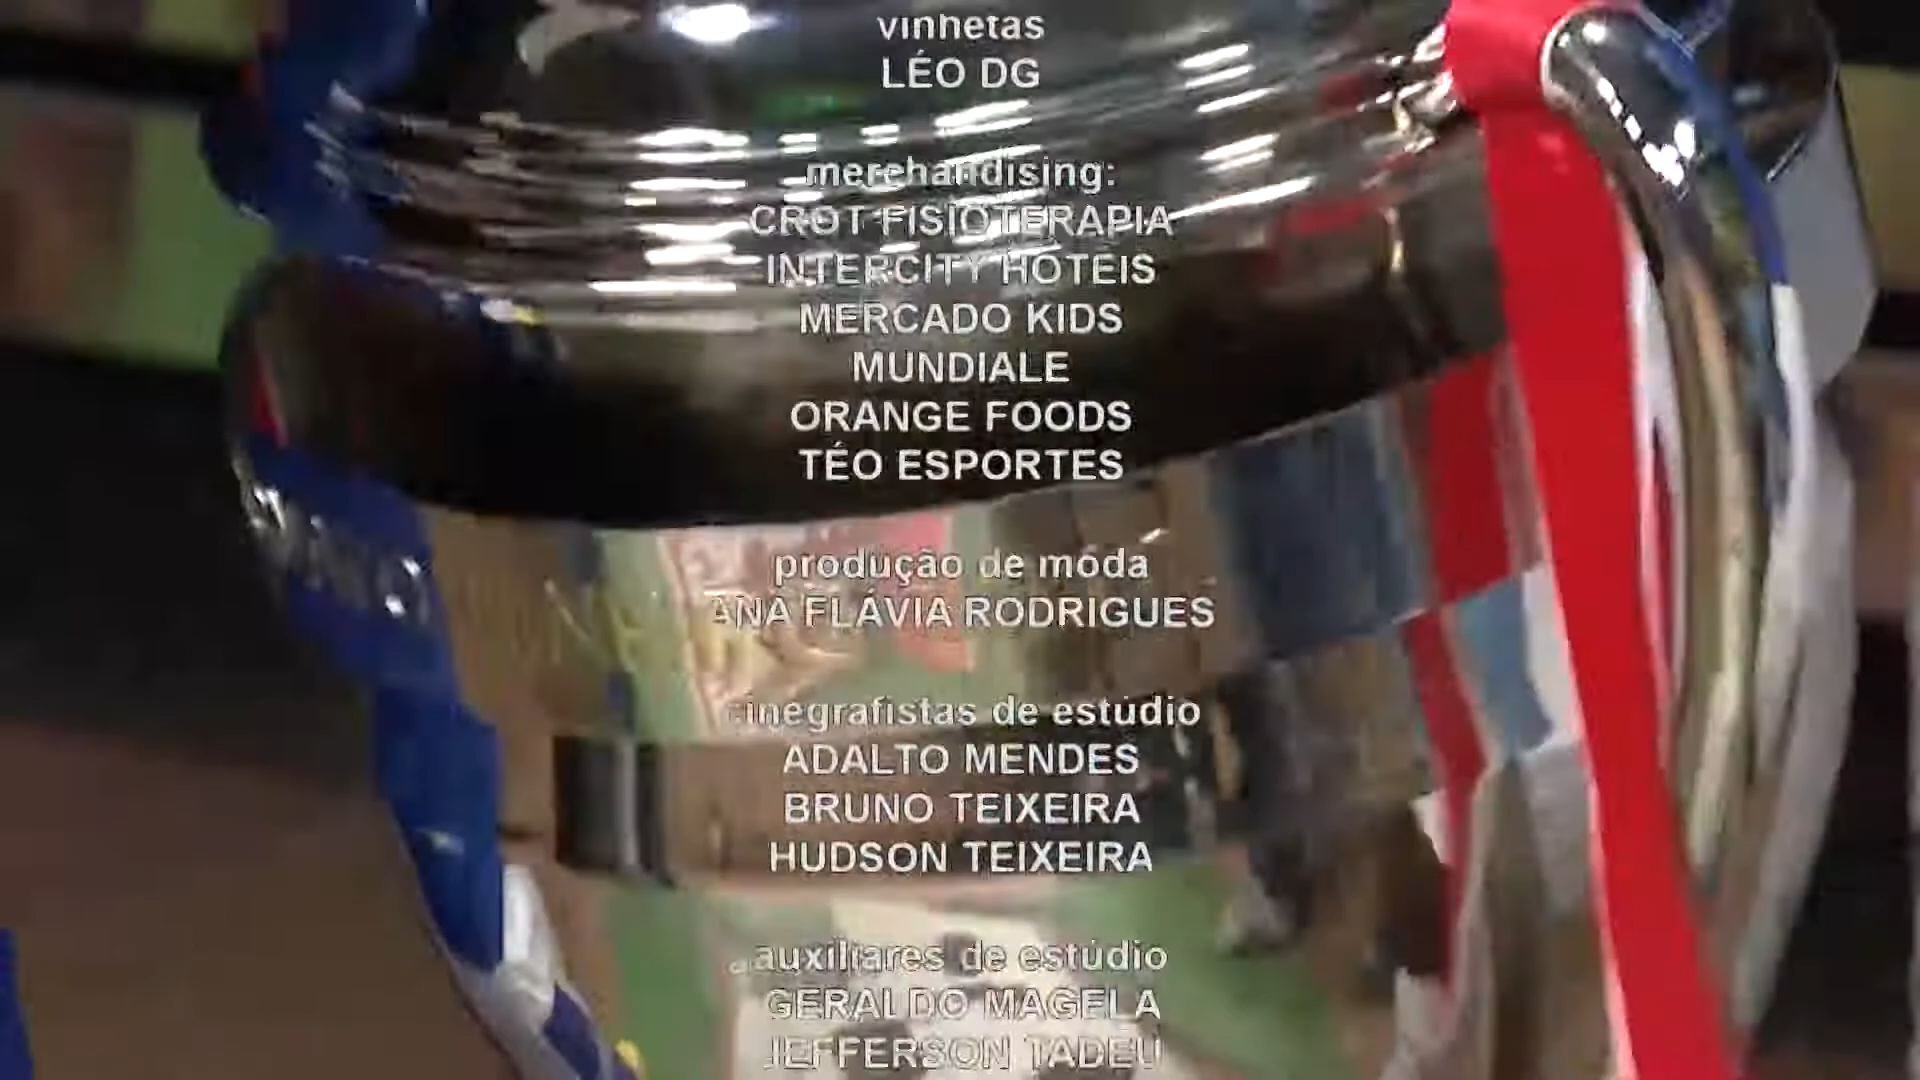 vinhetas
LÉO DG
merchandising:
CROT FISIOTERAPIA
INTERCITY HOTEIS
MERCADO KIDS
MUNDIALE
ORANGE FOODS
TÉO ESPORTES
produção de moda
ANA FLÁVIA RODRIGUES
cinegrafistas de estúdio
ADALTO MENDES
BRUNO TEIXEIRA
HUDSON TEIXEIRA
auxiliares de estúdio
GERALDO MAGELA
JEFFERSON TADEU